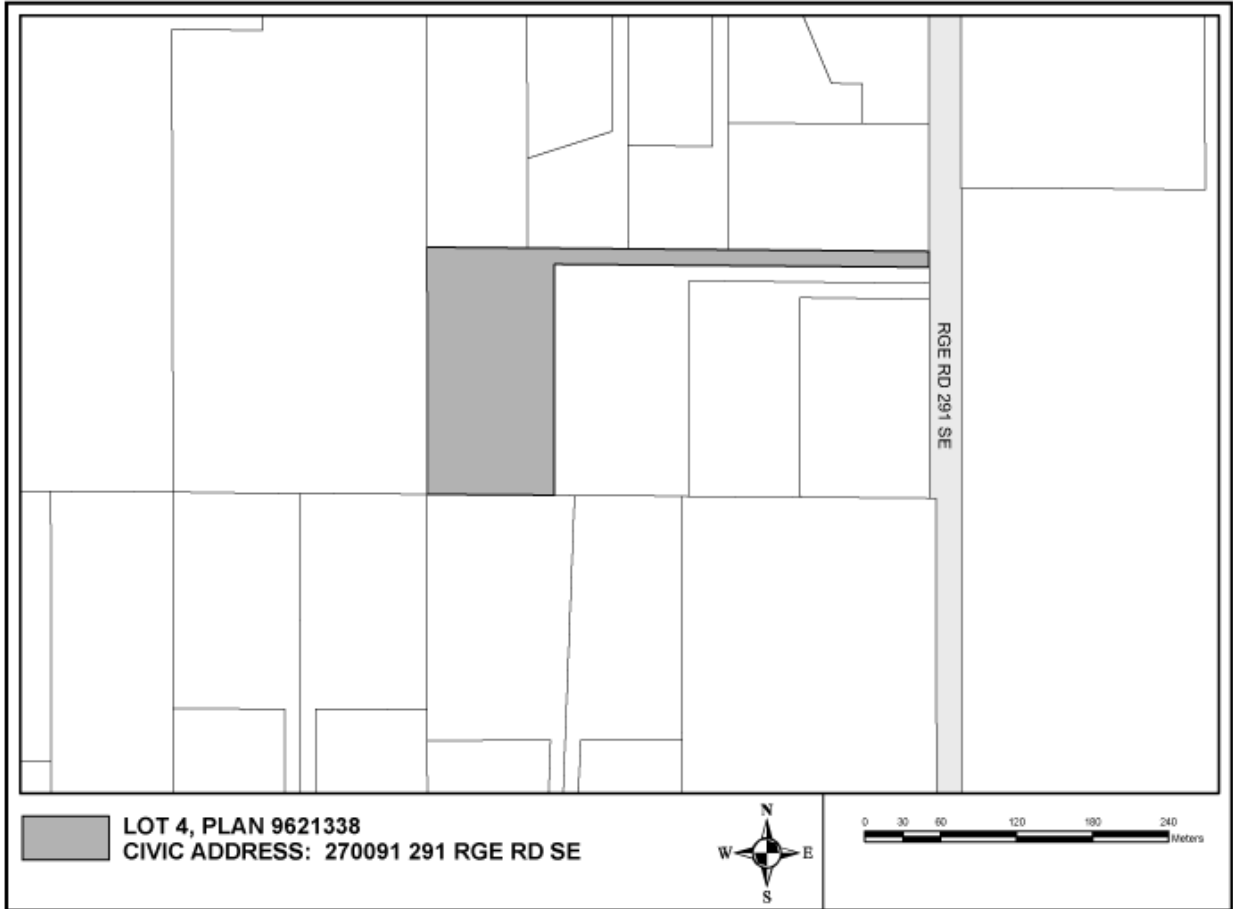 RGE RD 291 SE
LOT 4, PLAN 9621338
CIVIC ADDRESS: 270091 291 RGE RD SE
N
W E
S
0 30 60 120 180 240
Meters